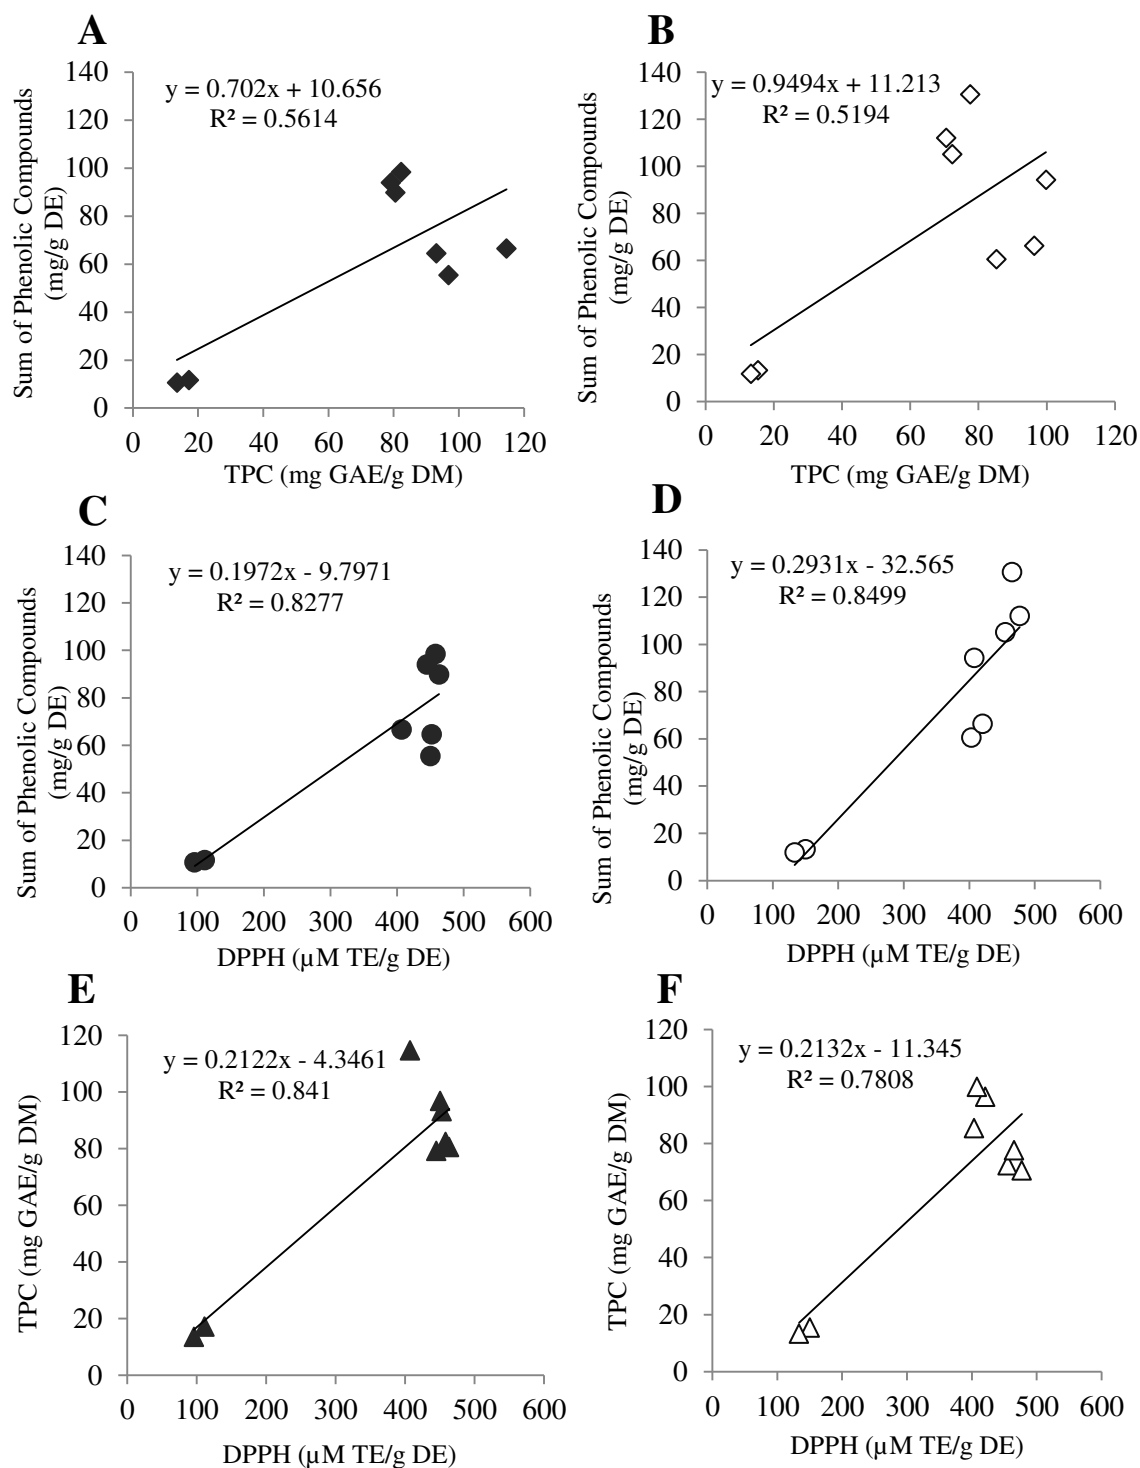 A
y = 0.702x + 10.656
R² = 0.5614
Sum of Phenolic Compounds
(mg/g DE)
140
120
100
80
60
40
20
0
0 20 40 60 80 100 120
TPC (mg GAE/g DM)
B
y = 0.9494x + 11.213
R² = 0.5194
Sum of Phenolic Compounds
(mg/g DE)
140
120
100
80
60
40
20
0
0 20 40 60 80 100 120
TPC (mg GAE/g DM)
C
y = 0.1972x - 9.7971
R² = 0.8277
Sum of Phenolic Compounds
(mg/g DE)
140
120
100
80
60
40
20
0
0 100 200 300 400 500 600
DPPH (µM TE/g DE)
D
y = 0.2931x - 32.565
R² = 0.8499
Sum of Phenolic Compounds
(mg/g DE)
140
120
100
80
60
40
20
0
0 100 200 300 400 500 600
DPPH (µM TE/g DE)
E
y = 0.2122x - 4.3461
R² = 0.841
TPC (mg GAE/g DM)
120
100
80
60
40
20
0
0 100 200 300 400 500 600
DPPH (µM TE/g DE)
F
y = 0.2132x - 11.345
R² = 0.7808
TPC (mg GAE/g DM)
120
100
80
60
40
20
0
0 100 200 300 400 500 600
DPPH (µM TE/g DE)